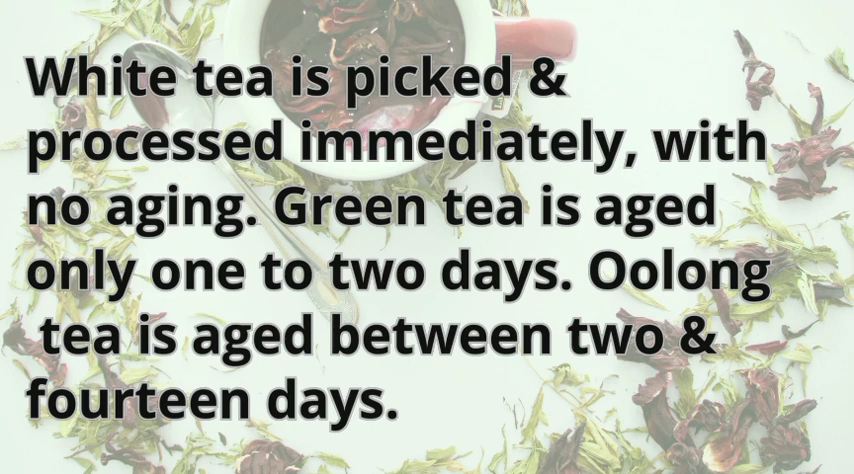 White tea is picked &
processed immediately, with
no aging. Green tea is aged
only one to two days. Oolong
tea is aged between two &
fourteen days.